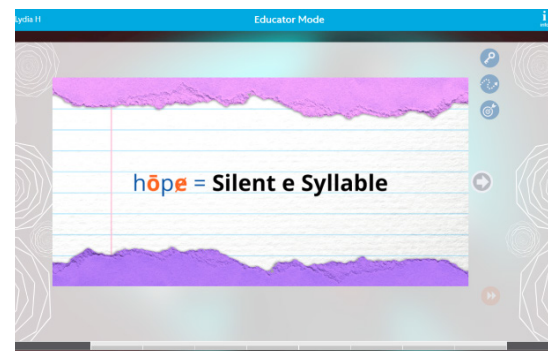 Lydia H
Educator Mode
hōpe̸ = Silent e Syllable